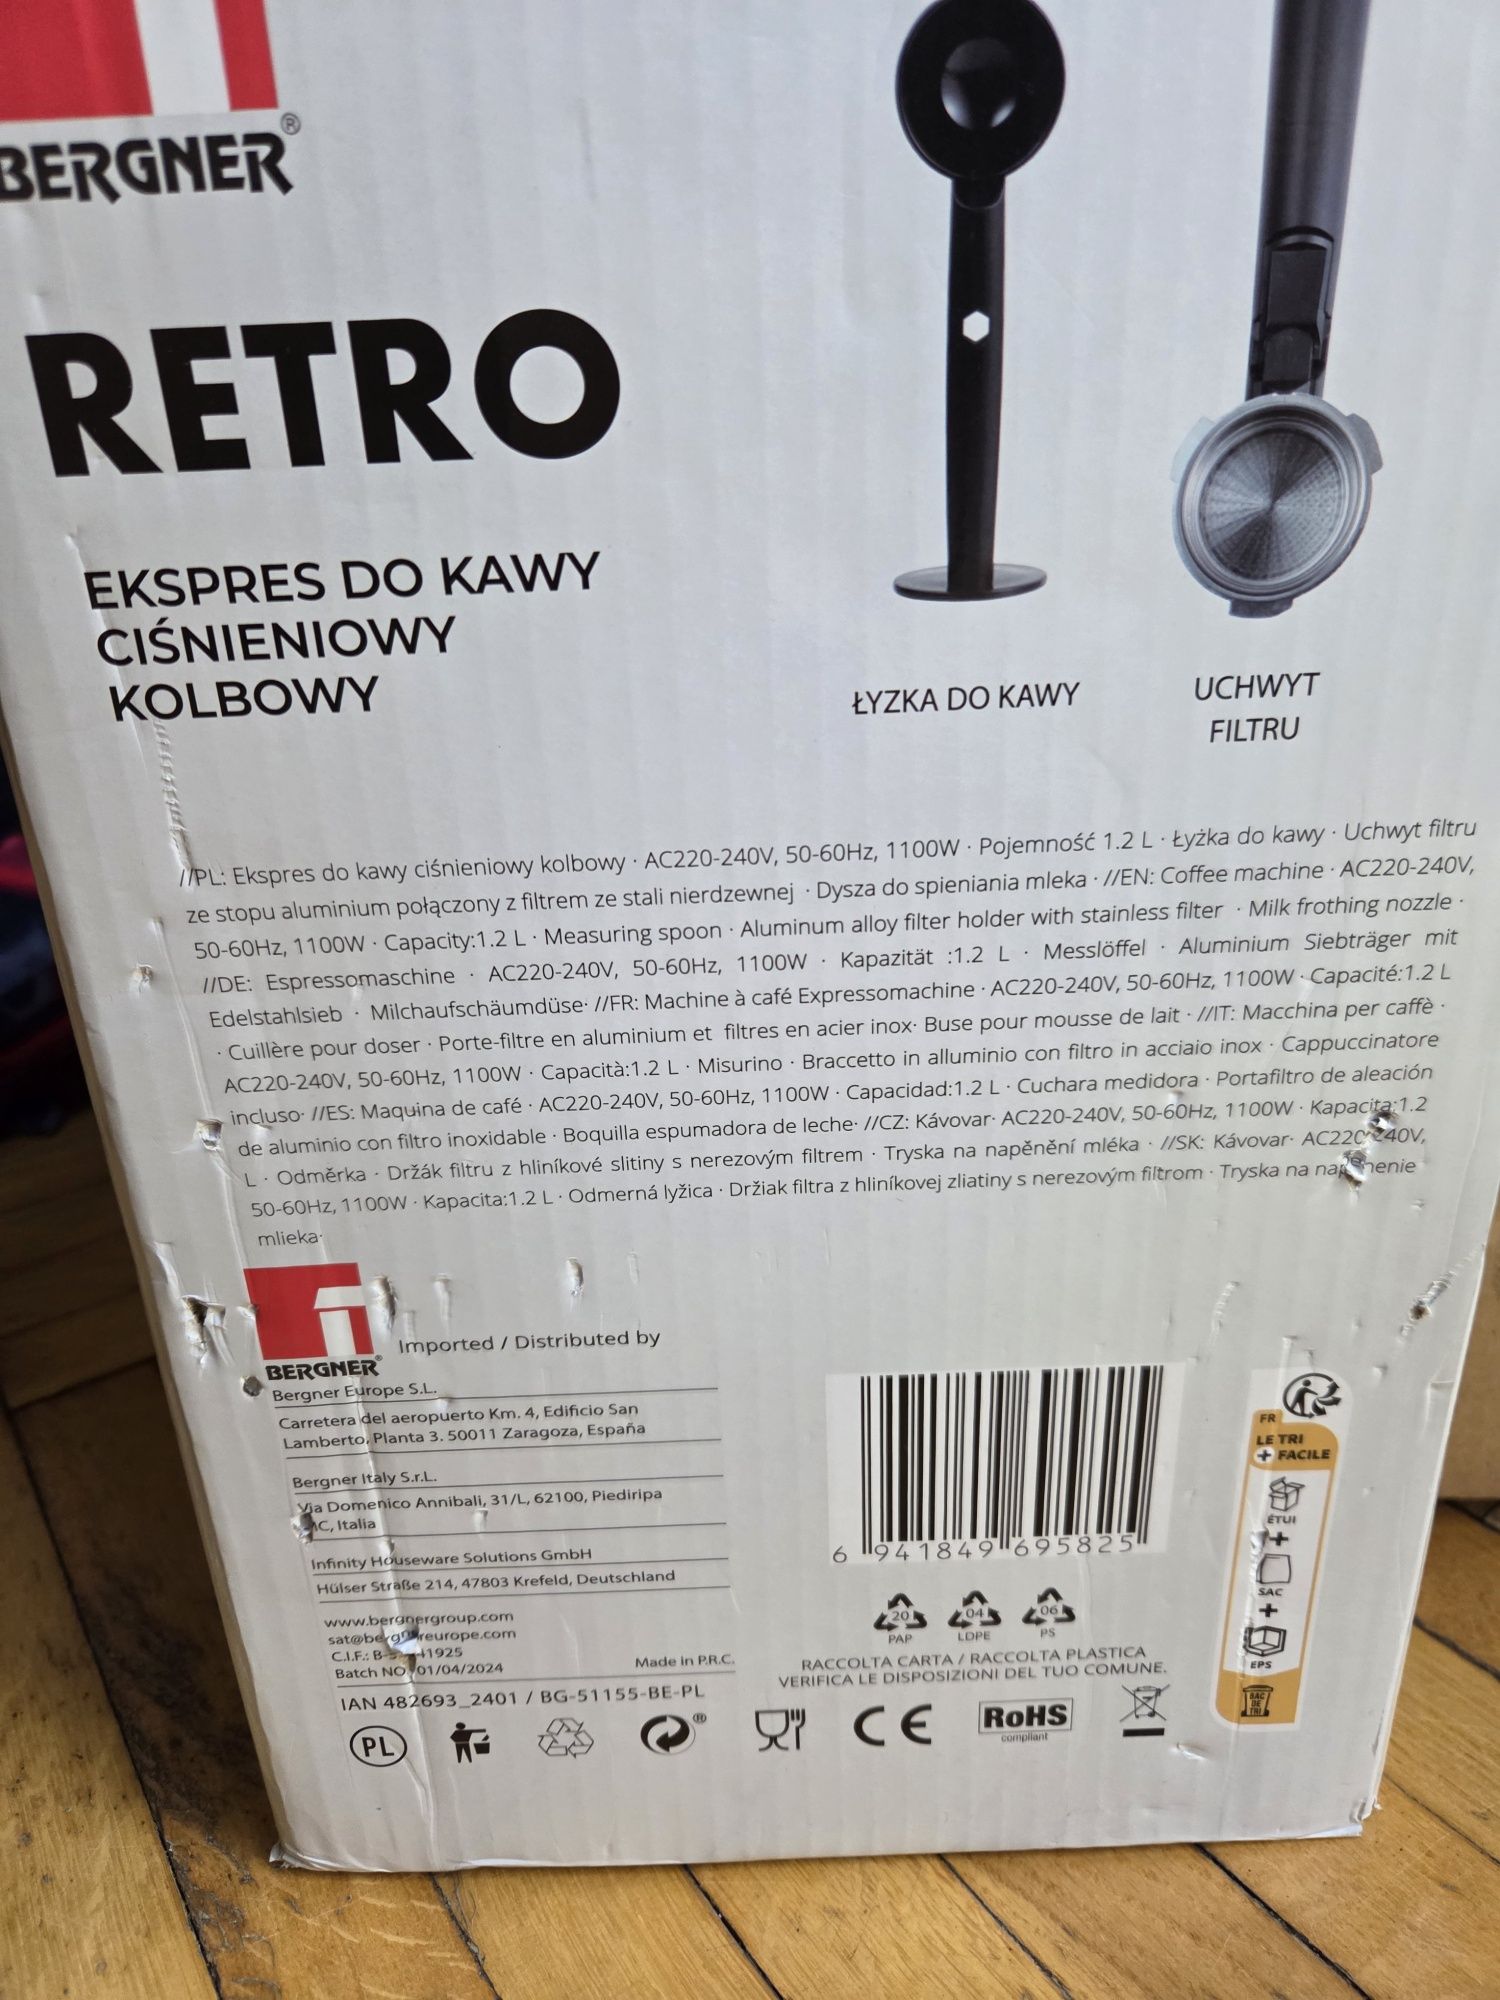 BERGNER®
RETRO
EKSPRES DO KAWY
CIŚNIENIOWY
KOLBOWY
ŁYZKA DO KAWY
UCHWYT
FILTRU
//PL: Ekspres do kawy ciśnieniowy kolbowy · AC220-240V, 50-60Hz, 1100W · Pojemność 1.2 L · Łyżka do kawy · Uchwyt filtru
ze stopu aluminium połączony z filtrem ze stali nierdzewnej · Dysza do spieniania mleka · //EN: Coffee machine · AC220-240V,
50-60Hz, 1100W · Capacity:1.2 L · Measuring spoon · Aluminum alloy filter holder with stainless filter · Milk frothing nozzle ·
//DE: Espressomaschine · AC220-240V, 50-60Hz, 1100W · Kapazität :1.2 L · Messlöffel · Aluminium Siebträger mit
Edelstahlsieb · Milchaufschäumdüse· //FR: Machine à café Expressomachine · AC220-240V, 50-60Hz, 1100W · Capacité:1.2 L
· Cuillère pour doser · Porte-filtre en aluminium et filtres en acier inox· Buse pour mousse de lait · //IT: Macchina per caffè ·
AC220-240V, 50-60Hz, 1100W · Capacità:1.2 L · Misurino · Braccetto in alluminio con filtro in acciaio inox · Cappuccinatore
incluso· //ES: Maquina de café · AC220-240V, 50-60Hz, 1100W · Capacidad:1.2 L · Cuchara medidora · Portafiltro de aleación
de aluminio con filtro inoxidable · Boquilla espumadora de leche· //CZ: Kávovar· AC220-240V, 50-60Hz, 1100W · Kapacita:1.2
L · Odměrka · Držák filtru z hliníkové slitiny s nerezovým filtrem · Tryska na napěnění mléka · //SK: Kávovar· AC220-240V,
50-60Hz, 1100W · Kapacita:1.2 L · Odmerná lyžica · Držiak filtra z hliníkovej zliatiny s nerezovým filtrom · Tryska na napenenie
mlieka·
BERGNER®
Imported / Distributed by
Bergner Europe S.L.
Carretera del aeropuerto Km. 4, Edificio San
Lamberto, Planta 3. 50011 Zaragoza, España
Bergner Italy S.r.L.
Via Domenico Annibali, 31/L, 62100, Piediripa
MC, Italia
Infinity Houseware Solutions GmbH
Hülser Straße 214, 47803 Krefeld, Deutschland
www.bergnergroup.com
sat@bergnereurope.com
C.I.F.:
Batch NO. 01/04/2024
Made in P.R.C.
IAN 482693_2401 / BG-51155-BE-PL
PL
6 941849 695825
20
PAP
04
LDPE
06
PS
RACCOLTA CARTA / RACCOLTA PLASTICA
VERIFICA LE DISPOSIZIONI DEL TUO COMUNE.
CE
RoHS
compliant
FR
LE TRI
+ FACILE
ÉTUI
+
SAC
+
EPS
BAC
DE
TRI